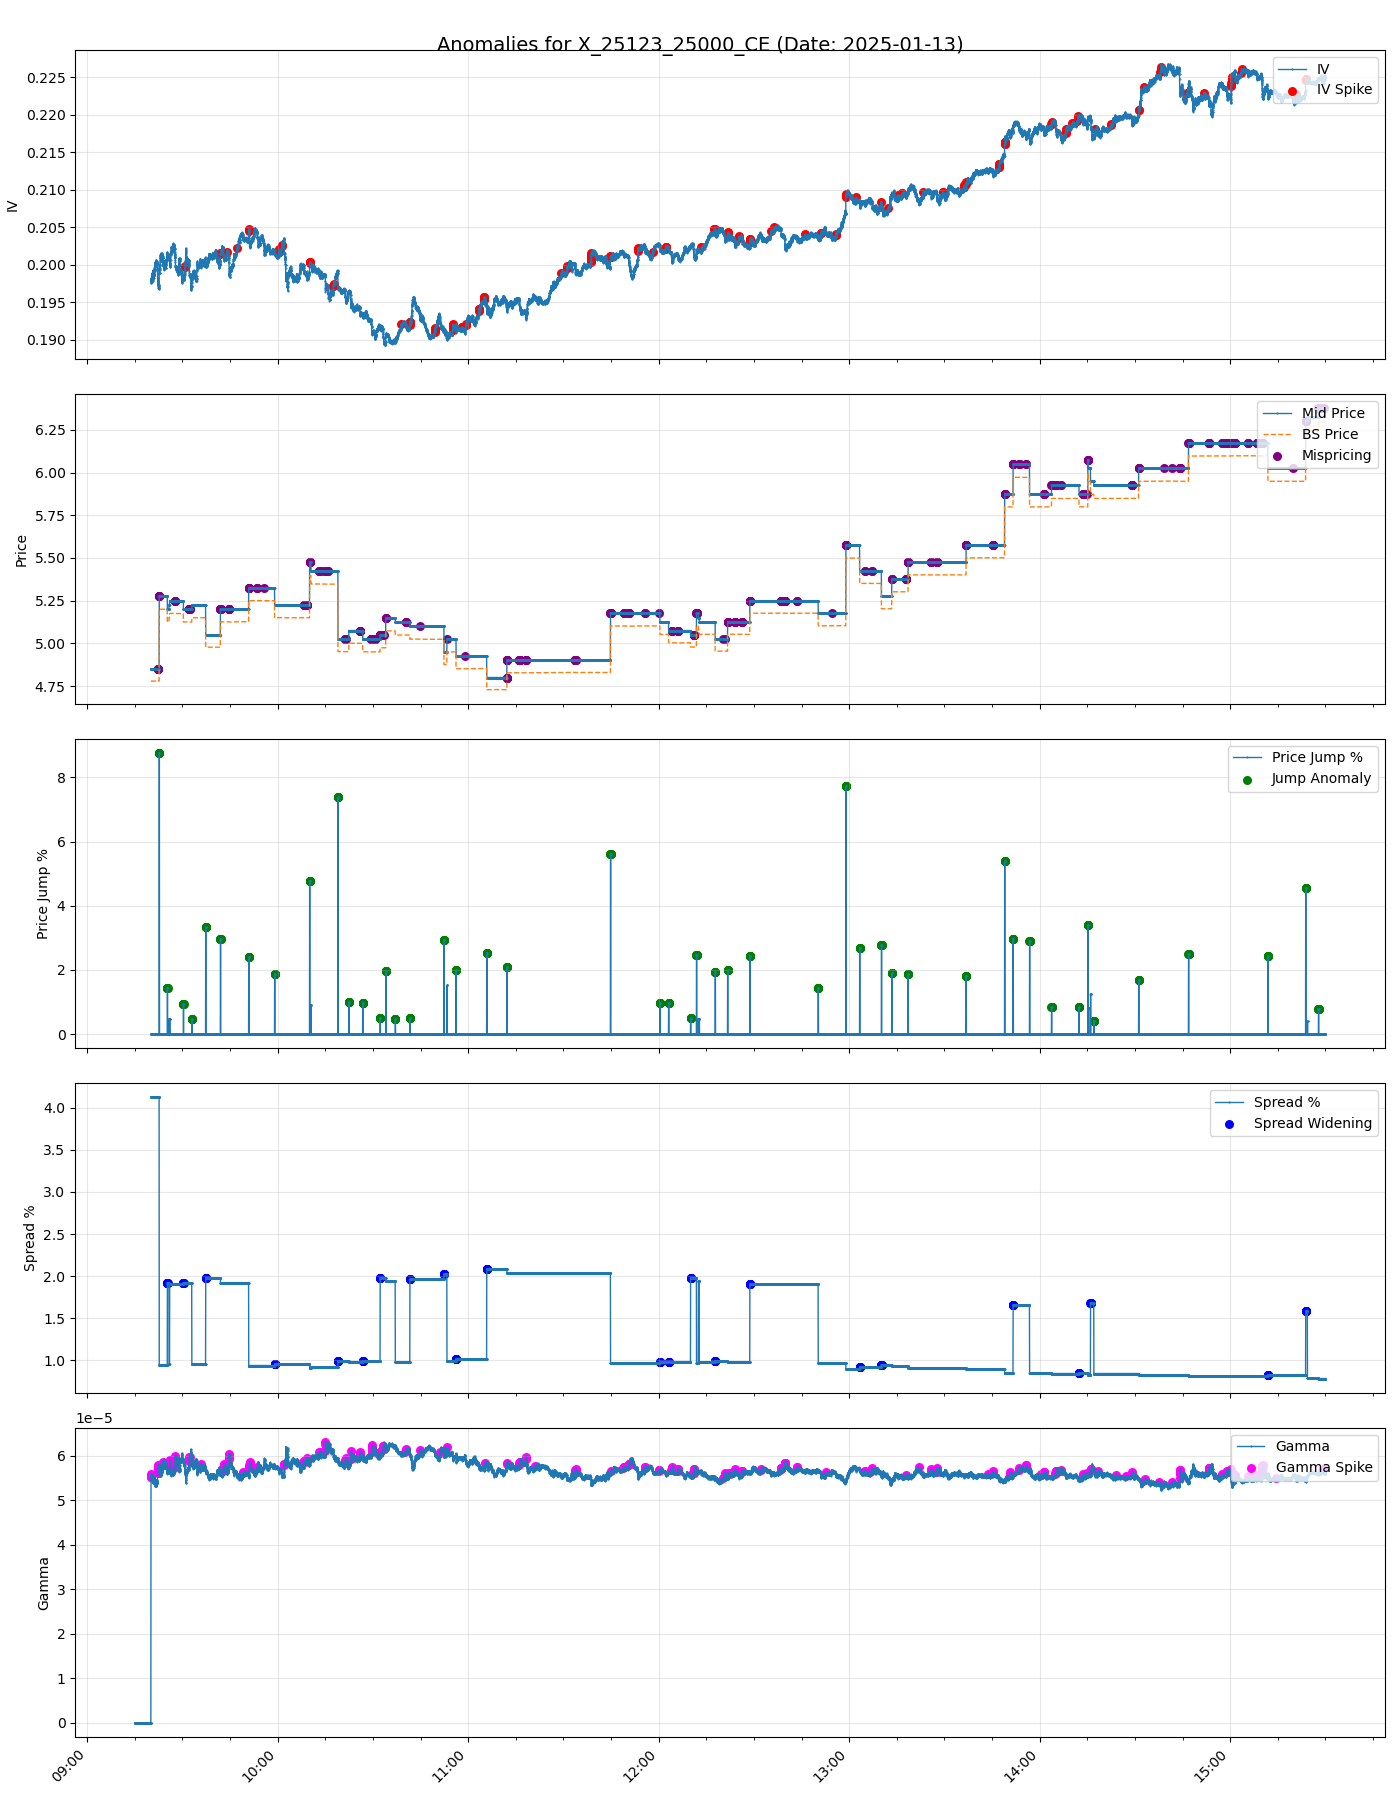 Anomalies for X_25123_25000_CE (Date: 2025-01-13)
0.225
0.220
0.215
0.210
0.205
0.200
0.195
0.190
IV
IV
IV Spike
6.25
6.00
5.75
5.50
5.25
5.00
4.75
Price
Mid Price
BS Price
Mispricing
8
6
4
2
0
Price Jump %
Price Jump %
Jump Anomaly
4.0
3.5
3.0
2.5
2.0
1.5
1.0
Spread %
Spread %
Spread Widening
1e−5
6
5
4
3
2
1
0
Gamma
Gamma
Gamma Spike
09:00
10:00
11:00
12:00
13:00
14:00
15:00